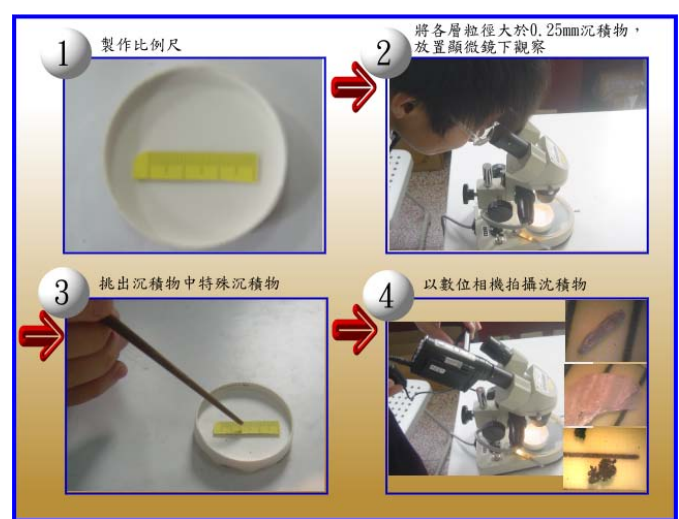 1
製作比例尺
2
將各層粒徑大於0.25mm沉積物，
放置顯微鏡下觀察
3
挑出沉積物中特殊沉積物
4
以數位相機拍攝沈積物